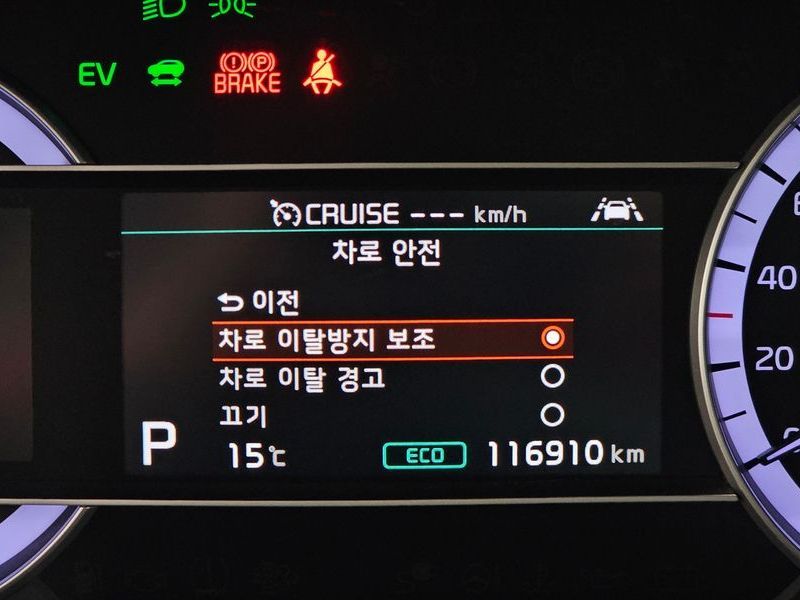 EV
BRAKE
CRUISE --- km/h
차로 안전
이전
차로 이탈방지 보조
차로 이탈 경고
끄기
P
15℃
ECO
116910 km
40
20